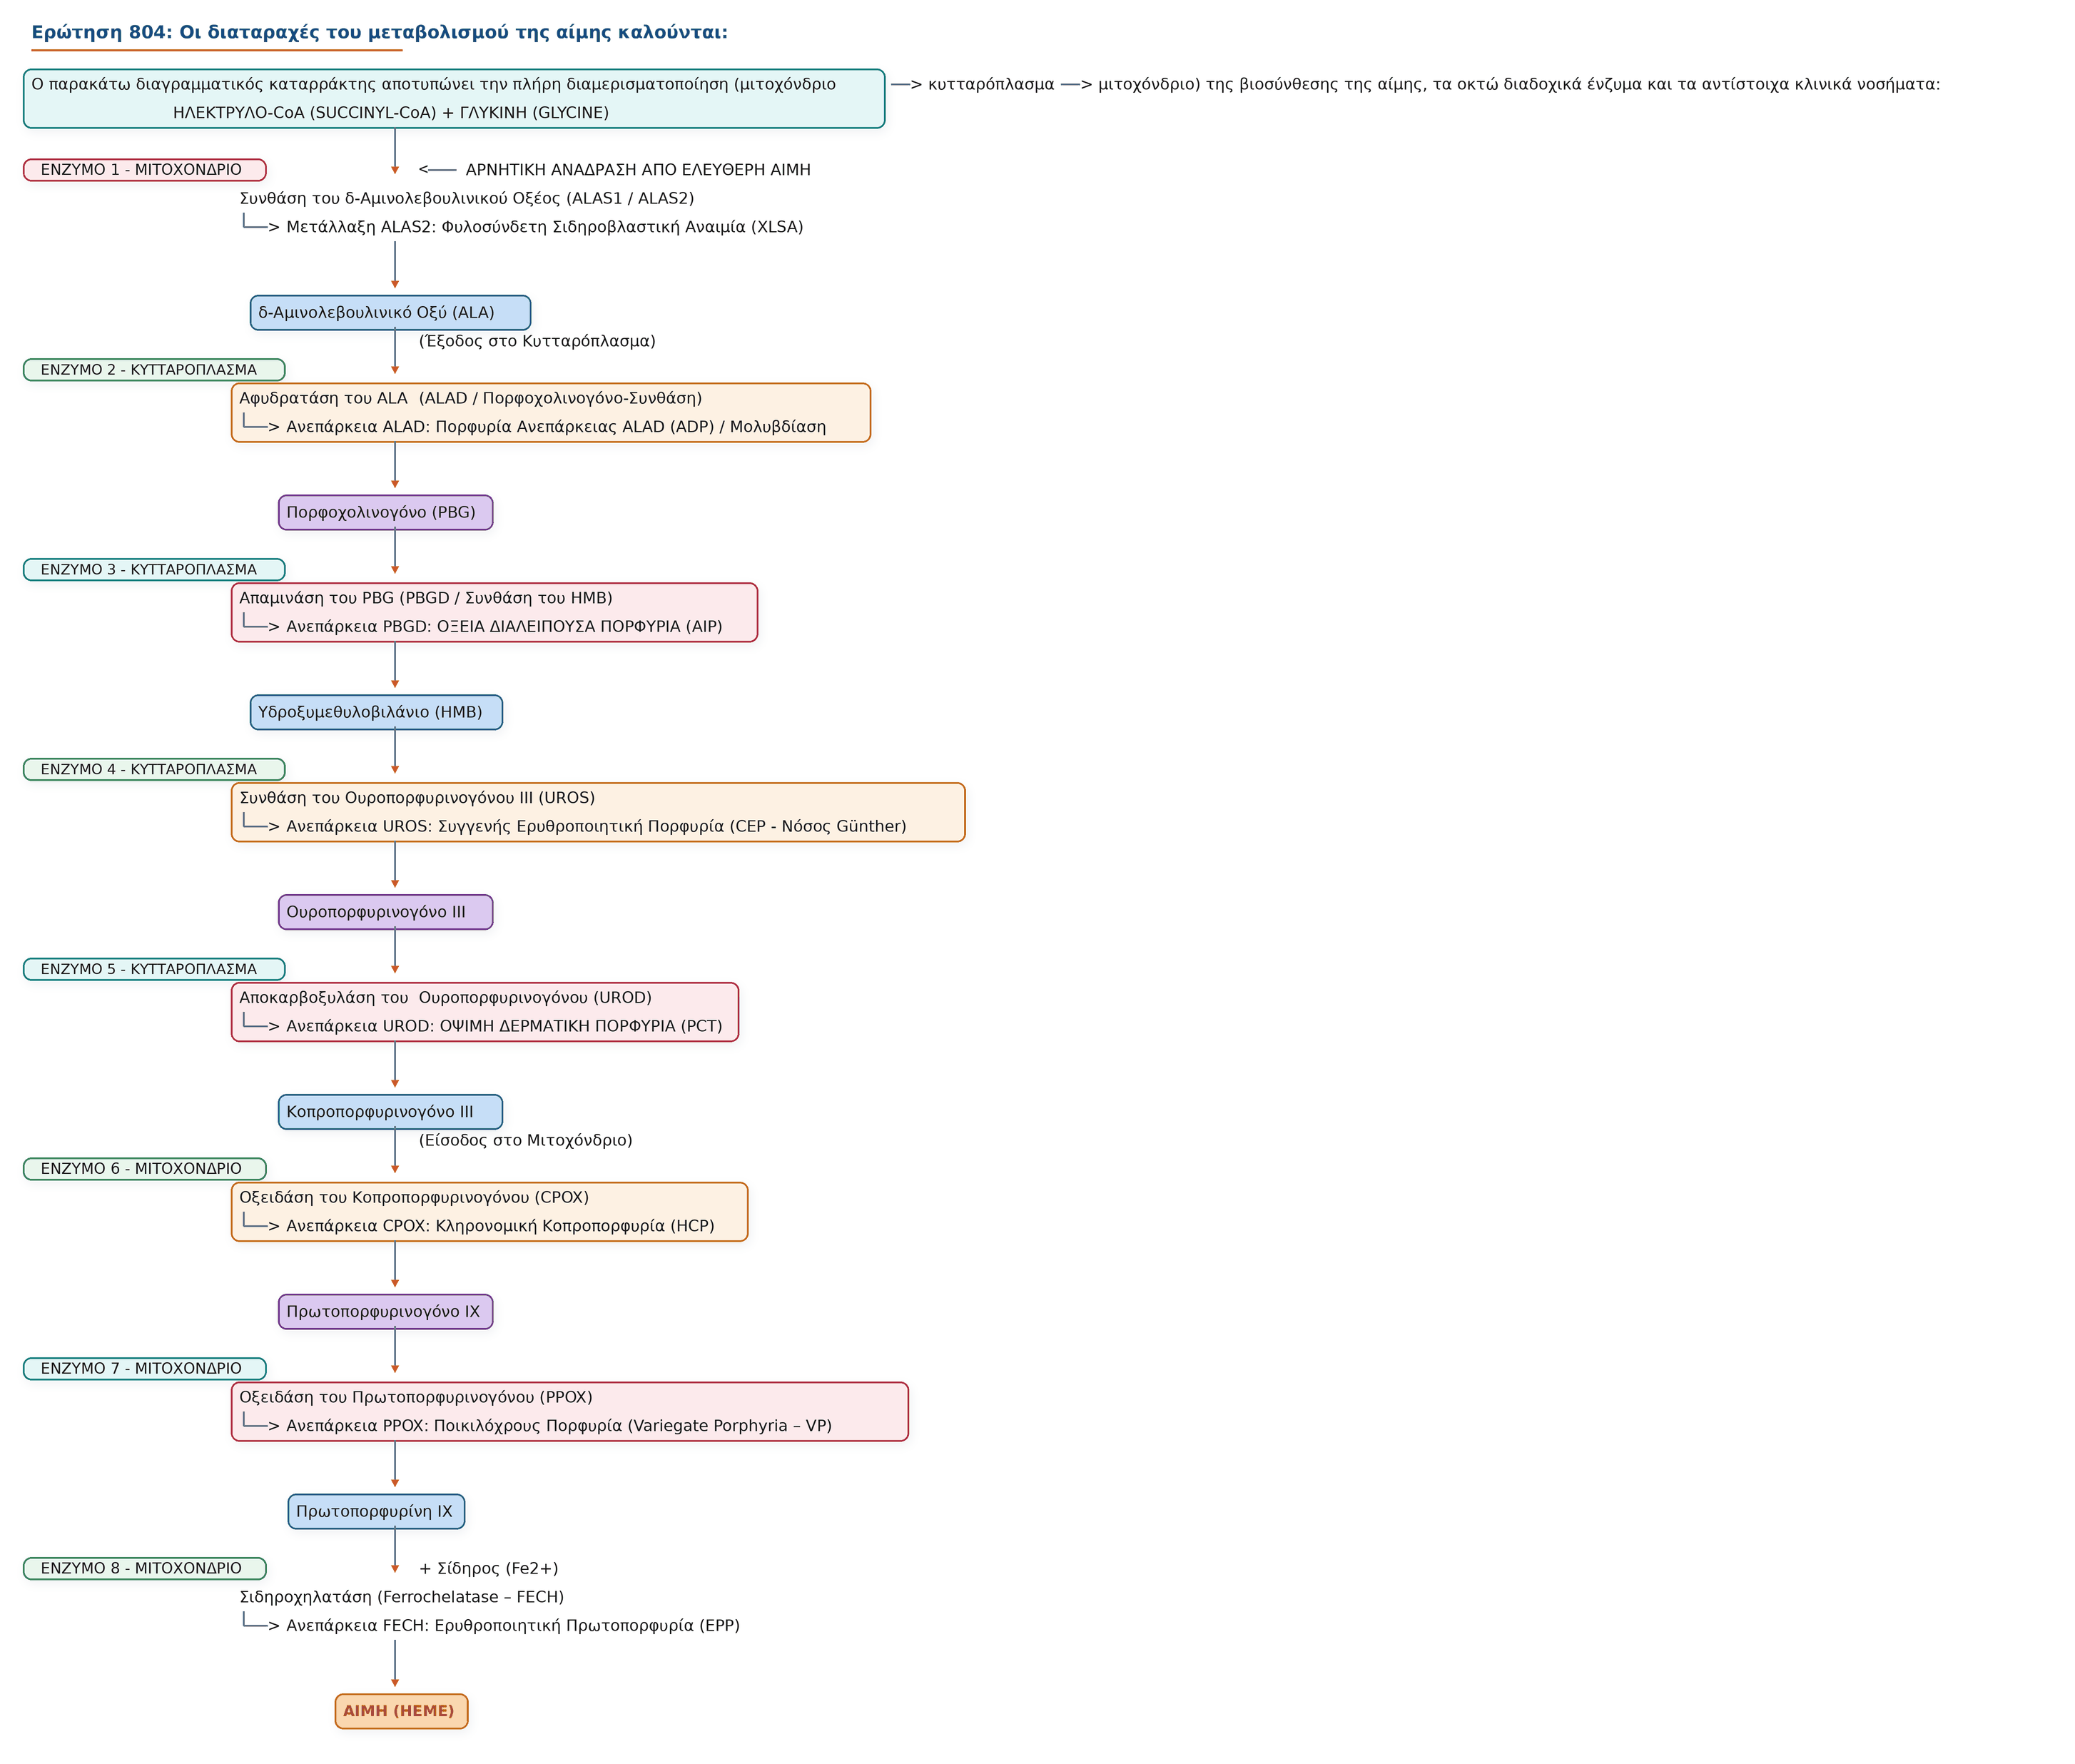 Ερώτηση 804: Οι διαταραχές του μεταβολισμού της αίμης καλούνται:
Ο παρακάτω διαγραμματικός καταρράκτης αποτυπώνει την πλήρη διαμερισματοποίηση (μιτοχόνδριο —> κυτταρόπλασμα —> μιτοχόνδριο) της βιοσύνθεσης της αίμης, τα οκτώ διαδοχικά ένζυμα και τα αντίστοιχα κλινικά νοσήματα:
ΗΛΕΚΤΡΥΛΟ-CoA (SUCCINYL-CoA) + ΓΛΥΚΙΝΗ (GLYCINE)
ΕΝΖΥΜΟ 1 - ΜΙΤΟΧΟΝΔΡΙΟ <— ΑΡΝΗΤΙΚΗ ΑΝΑΔΡΑΣΗ ΑΠΟ ΕΛΕΥΘΕΡΗ ΑΙΜΗ
Συνθάση του δ-Αμινολεβουλινικού Οξέος (ALAS1 / ALAS2)
└─> Μετάλλαξη ALAS2: Φυλοσύνδετη Σιδηροβλαστική Αναιμία (XLSA)
δ-Αμινολεβουλινικό Οξύ (ALA)
(Έξοδος στο Κυτταρόπλασμα)
ΕΝΖΥΜΟ 2 - ΚΥΤΤΑΡΟΠΛΑΣΜΑ
Αφυδρατάση του ALA (ALAD / Πορφοχολινογόνο-Συνθάση)
└─> Ανεπάρκεια ALAD: Πορφυρία Ανεπάρκειας ALAD (ADP) / Μολυβδίαση
Πορφοχολινογόνο (PBG)
ΕΝΖΥΜΟ 3 - ΚΥΤΤΑΡΟΠΛΑΣΜΑ
Απαμινάση του PBG (PBGD / Συνθάση του HMB)
└─> Ανεπάρκεια PBGD: ΟΞΕΙΑ ΔΙΑΛΕΙΠΟΥΣΑ ΠΟΡΦΥΡΙΑ (AIP)
Υδροξυμεθυλοβιλάνιο (HMB)
ΕΝΖΥΜΟ 4 - ΚΥΤΤΑΡΟΠΛΑΣΜΑ
Συνθάση του Ουροπορφυρινογόνου III (UROS)
└─> Ανεπάρκεια UROS: Συγγενής Ερυθροποιητική Πορφυρία (CEP - Νόσος Günther)
Ουροπορφυρινογόνο III
ΕΝΖΥΜΟ 5 - ΚΥΤΤΑΡΟΠΛΑΣΜΑ
Αποκαρβοξυλάση του Ουροπορφυρινογόνου (UROD)
└─> Ανεπάρκεια UROD: ΟΨΙΜΗ ΔΕΡΜΑΤΙΚΗ ΠΟΡΦΥΡΙΑ (PCT)
Κοπροπορφυρινογόνο III
(Είσοδος στο Μιτοχόνδριο)
ΕΝΖΥΜΟ 6 - ΜΙΤΟΧΟΝΔΡΙΟ
Οξειδάση του Κοπροπορφυρινογόνου (CPOX)
└─> Ανεπάρκεια CPOX: Κληρονομική Κοπροπορφυρία (HCP)
Πρωτοπορφυρινογόνο IX
ΕΝΖΥΜΟ 7 - ΜΙΤΟΧΟΝΔΡΙΟ
Οξειδάση του Πρωτοπορφυρινογόνου (PPOX)
└─> Ανεπάρκεια PPOX: Ποικιλόχρους Πορφυρία (Variegate Porphyria – VP)
Πρωτοπορφυρίνη IX
ΕΝΖΥΜΟ 8 - ΜΙΤΟΧΟΝΔΡΙΟ + Σίδηρος (Fe2+)
Σιδηροχηλατάση (Ferrochelatase – FECH)
└─> Ανεπάρκεια FECH: Ερυθροποιητική Πρωτοπορφυρία (EPP)
ΑΙΜΗ (HEME)